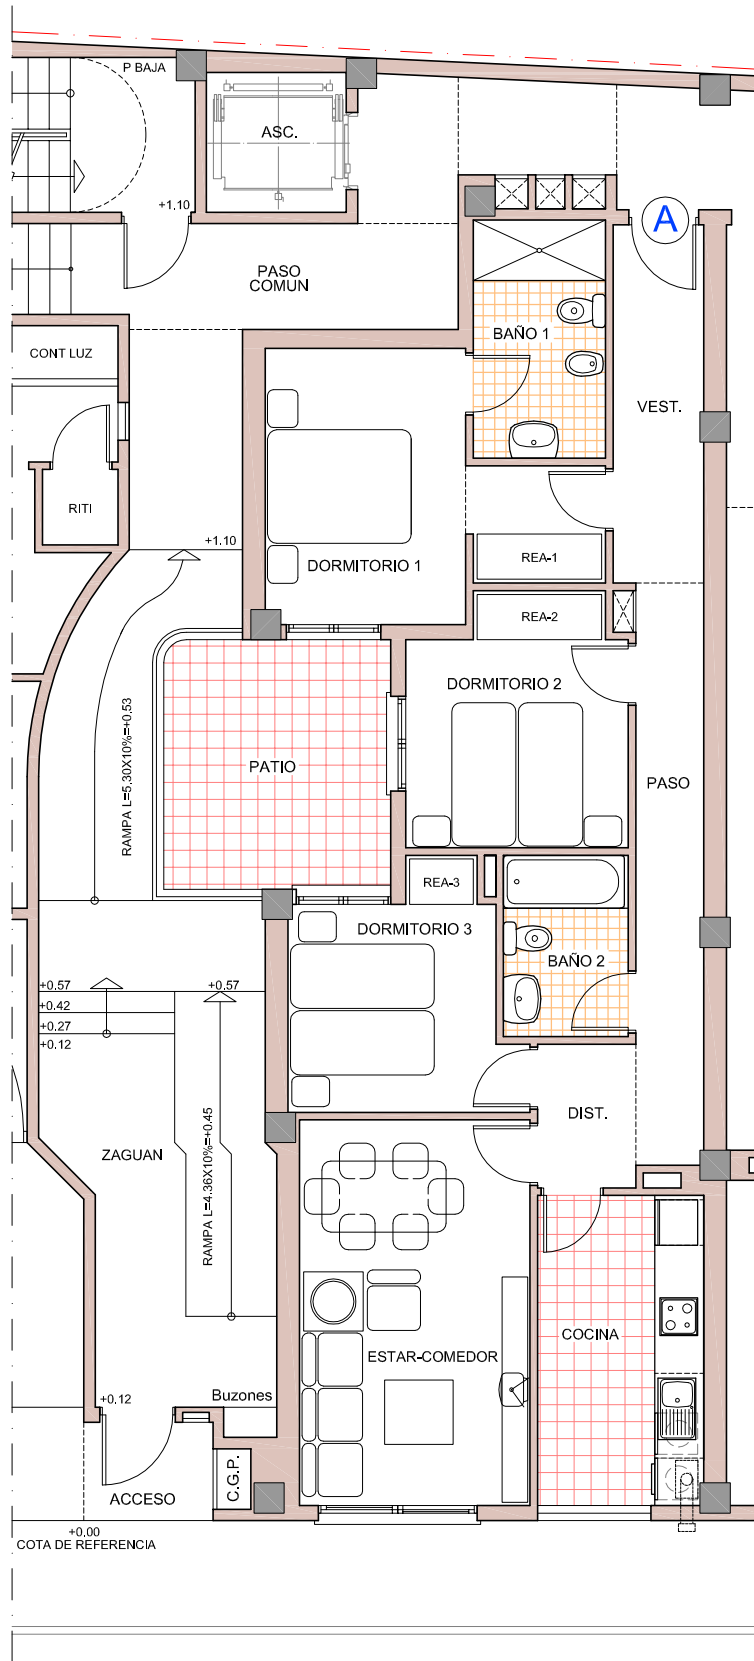 P BAJA
ASC.
+1.10
A
PASO
COMUN
BAÑO 1
CONT LUZ
VEST.
RITI
+1.10
DORMITORIO 1
REA-1
REA-2
DORMITORIO 2
RAMPA L=5,30X10%=+0.53
PATIO
PASO
REA-3
DORMITORIO 3
BAÑO 2
+0.57
+0.57
+0.42
+0.27
+0.12
DIST.
ZAGUAN
RAMPA L=4.36X10%=+0.45
COCINA
ESTAR-COMEDOR
+0.12
Buzones
C.G.P.
ACCESO
+0,00
COTA DE REFERENCIA